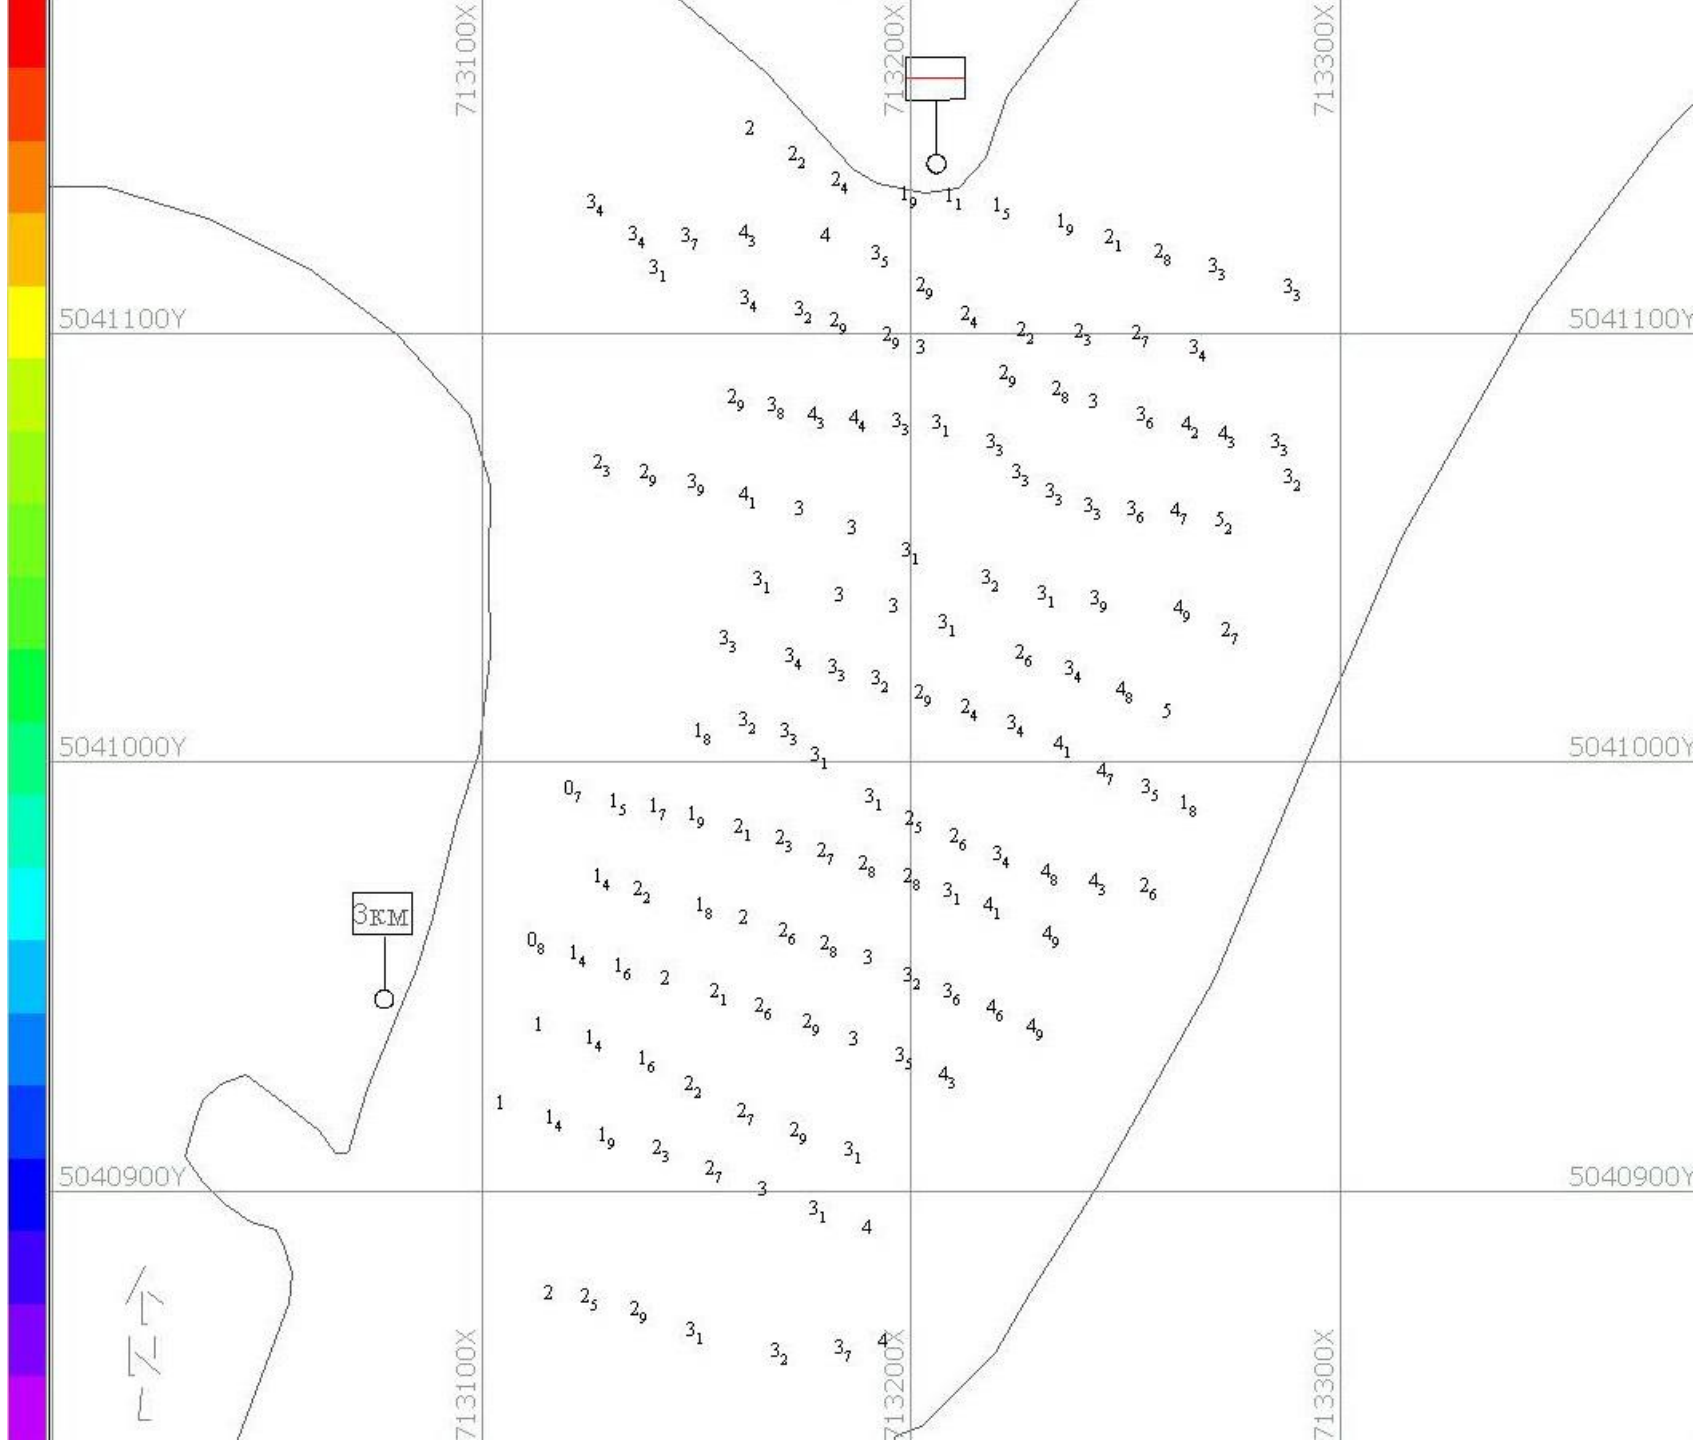 713100X 713200X 713300X
2
2₂
2₄
3₄ 1₉ 1₁ 1₅
3₄ 3₇ 4₃ 4 3₅ 1₉ 2₁ 2₈ 3₃ 3₃
3₁
3₄ 3₂ 2₉ 2₉ 3 2₉ 2₄ 2₂ 2₃ 2₇ 3₄
5041100Y 5041100Y
2₉ 2₈ 3 3₆ 4₂ 4₃ 3₃
2₉ 3₈ 4₃ 4₄ 3₃ 3₁ 3₃ 3₃ 3₃ 3₃ 3₆ 4₇ 5₂ 3₂
2₃ 2₉ 3₉ 4₁ 3 3 3₁ 3₂ 3₁ 3₉ 4₉ 2₇
3₁ 3 3 3₁ 2₆ 3₄ 4₈ 5
3₃ 3₄ 3₃ 3₂ 2₉ 2₄ 3₄ 4₁ 4₇ 3₅ 1₈
5041000Y 5041000Y
1₈ 3₂ 3₃ 3₁ 3₁ 2₅ 2₆ 3₄ 4₈ 4₃ 2₆
0₇ 1₅ 1₇ 1₉ 2₁ 2₃ 2₇ 2₈ 2₈ 3₁ 4₁ 4₉
1₄ 2₂ 1₈ 2 2₆ 2₈ 3 3₂ 3₆ 4₆ 4₉
3км
0₈ 1₄ 1₆ 2 2₁ 2₆ 2₉ 3 3₅ 4₃
1 1₄ 1₆ 2₂ 2₇ 2₉ 3₁
1 1₄ 1₉ 2₃ 2₇ 3 3₁ 4
5040900Y 5040900Y
2 2₅ 2₉ 3₁ 3₂ 3₇ 4
713100X 713200X 713300X